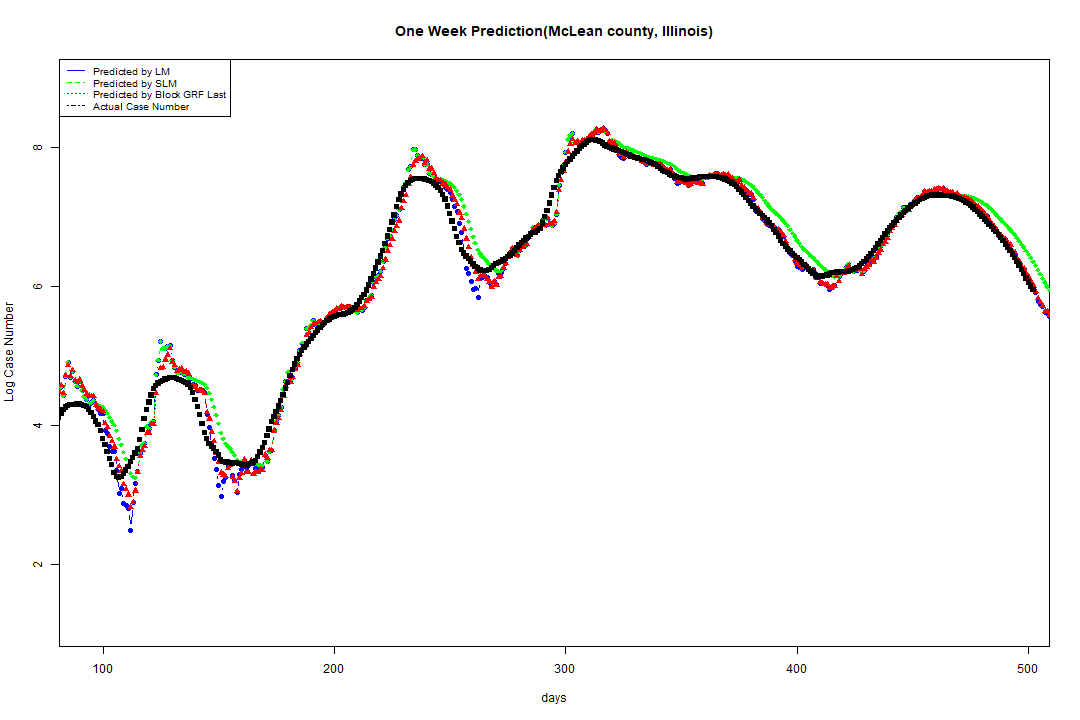 One Week Prediction(McLean county, Illinois)
Predicted by LM
Predicted by SLM
Predicted by Block GRF Last
Actual Case Number
8
6
4
2
Log Case Number
100 200 300 400 500
days